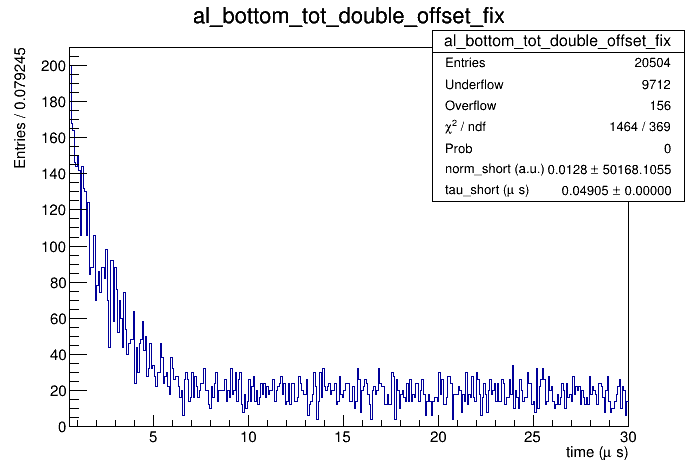 al_bottom_tot_double_offset_fix
al_bottom_tot_double_offset_fix
Entries 20504
Underflow 9712
Overflow 156
χ² / ndf 1464 / 369
Prob 0
norm_short (a.u.) 0.0128 ± 50168.1055
tau_short (μ s) 0.04905 ± 0.00000
Entries / 0.079245
200
180
160
140
120
100
80
60
40
20
0
5 10 15 20 25 30
time (μ s)